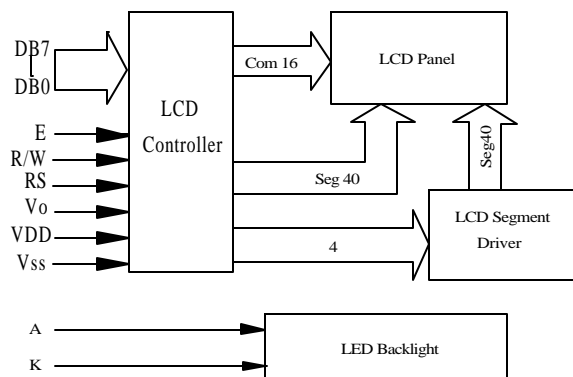 DB7
DB0
E
R/W
RS
Vo
VDD
Vss
LCD
Controller
Com 16
LCD Panel
Seg 40
Seg40
4
LCD Segment
Driver
A
K
LED Backlight